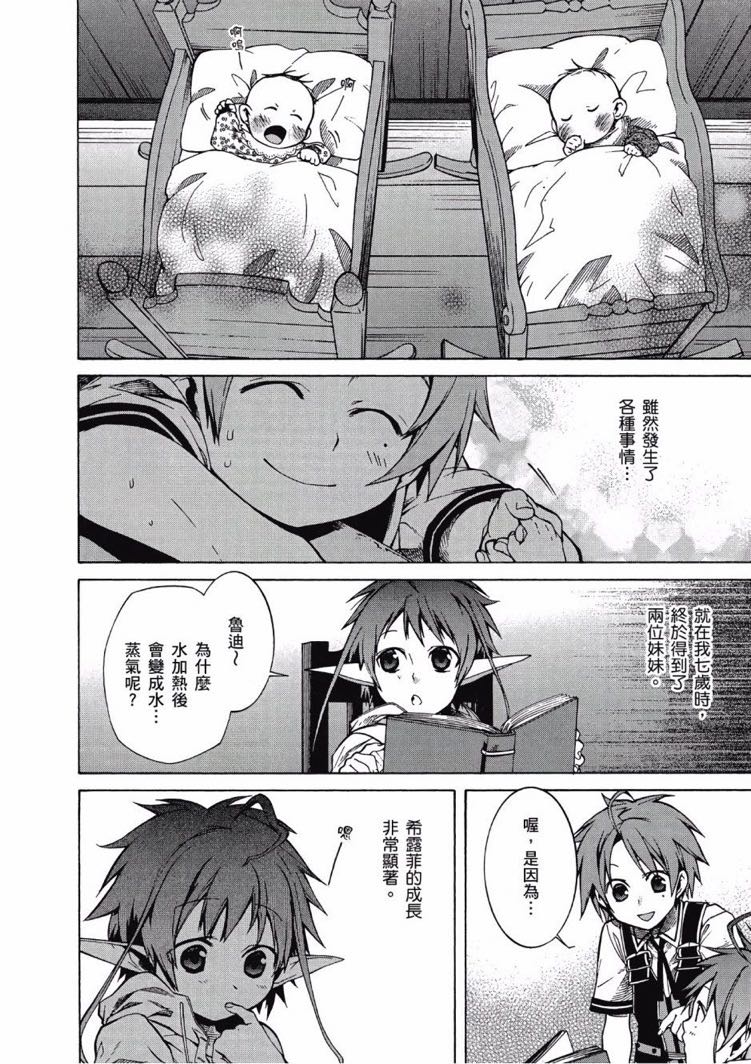 啊
啊嗚
雖然發生了
各種事情…
就在我七歲時，
終於得到了
兩位妹妹。
魯迪～
為什麼
水加熱後
會變成水…
蒸氣呢？
喔，是因為…
希露菲的成長
非常顯著。
嗯